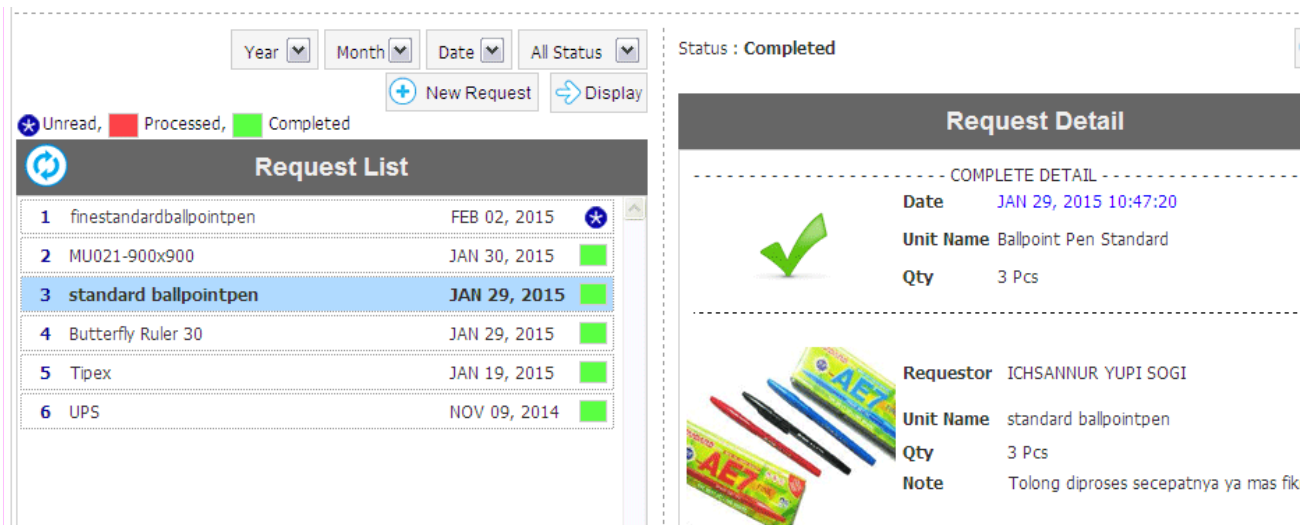 Year Month Date All Status
New Request Display
Unread, Processed, Completed
Request List
1 finestandardballpointpen FEB 02, 2015
2 MU021-900x900 JAN 30, 2015
3 standard ballpointpen JAN 29, 2015
4 Butterfly Ruler 30 JAN 29, 2015
5 Tipex JAN 19, 2015
6 UPS NOV 09, 2014
Status : Completed
Request Detail
COMPLETE DETAIL
Date JAN 29, 2015 10:47:20
Unit Name Ballpoint Pen Standard
Qty 3 Pcs
AE7
AE7
Requestor ICHSANNUR YUPI SOGI
Unit Name standard ballpointpen
Qty 3 Pcs
Note Tolong diproses secepatnya ya mas fik